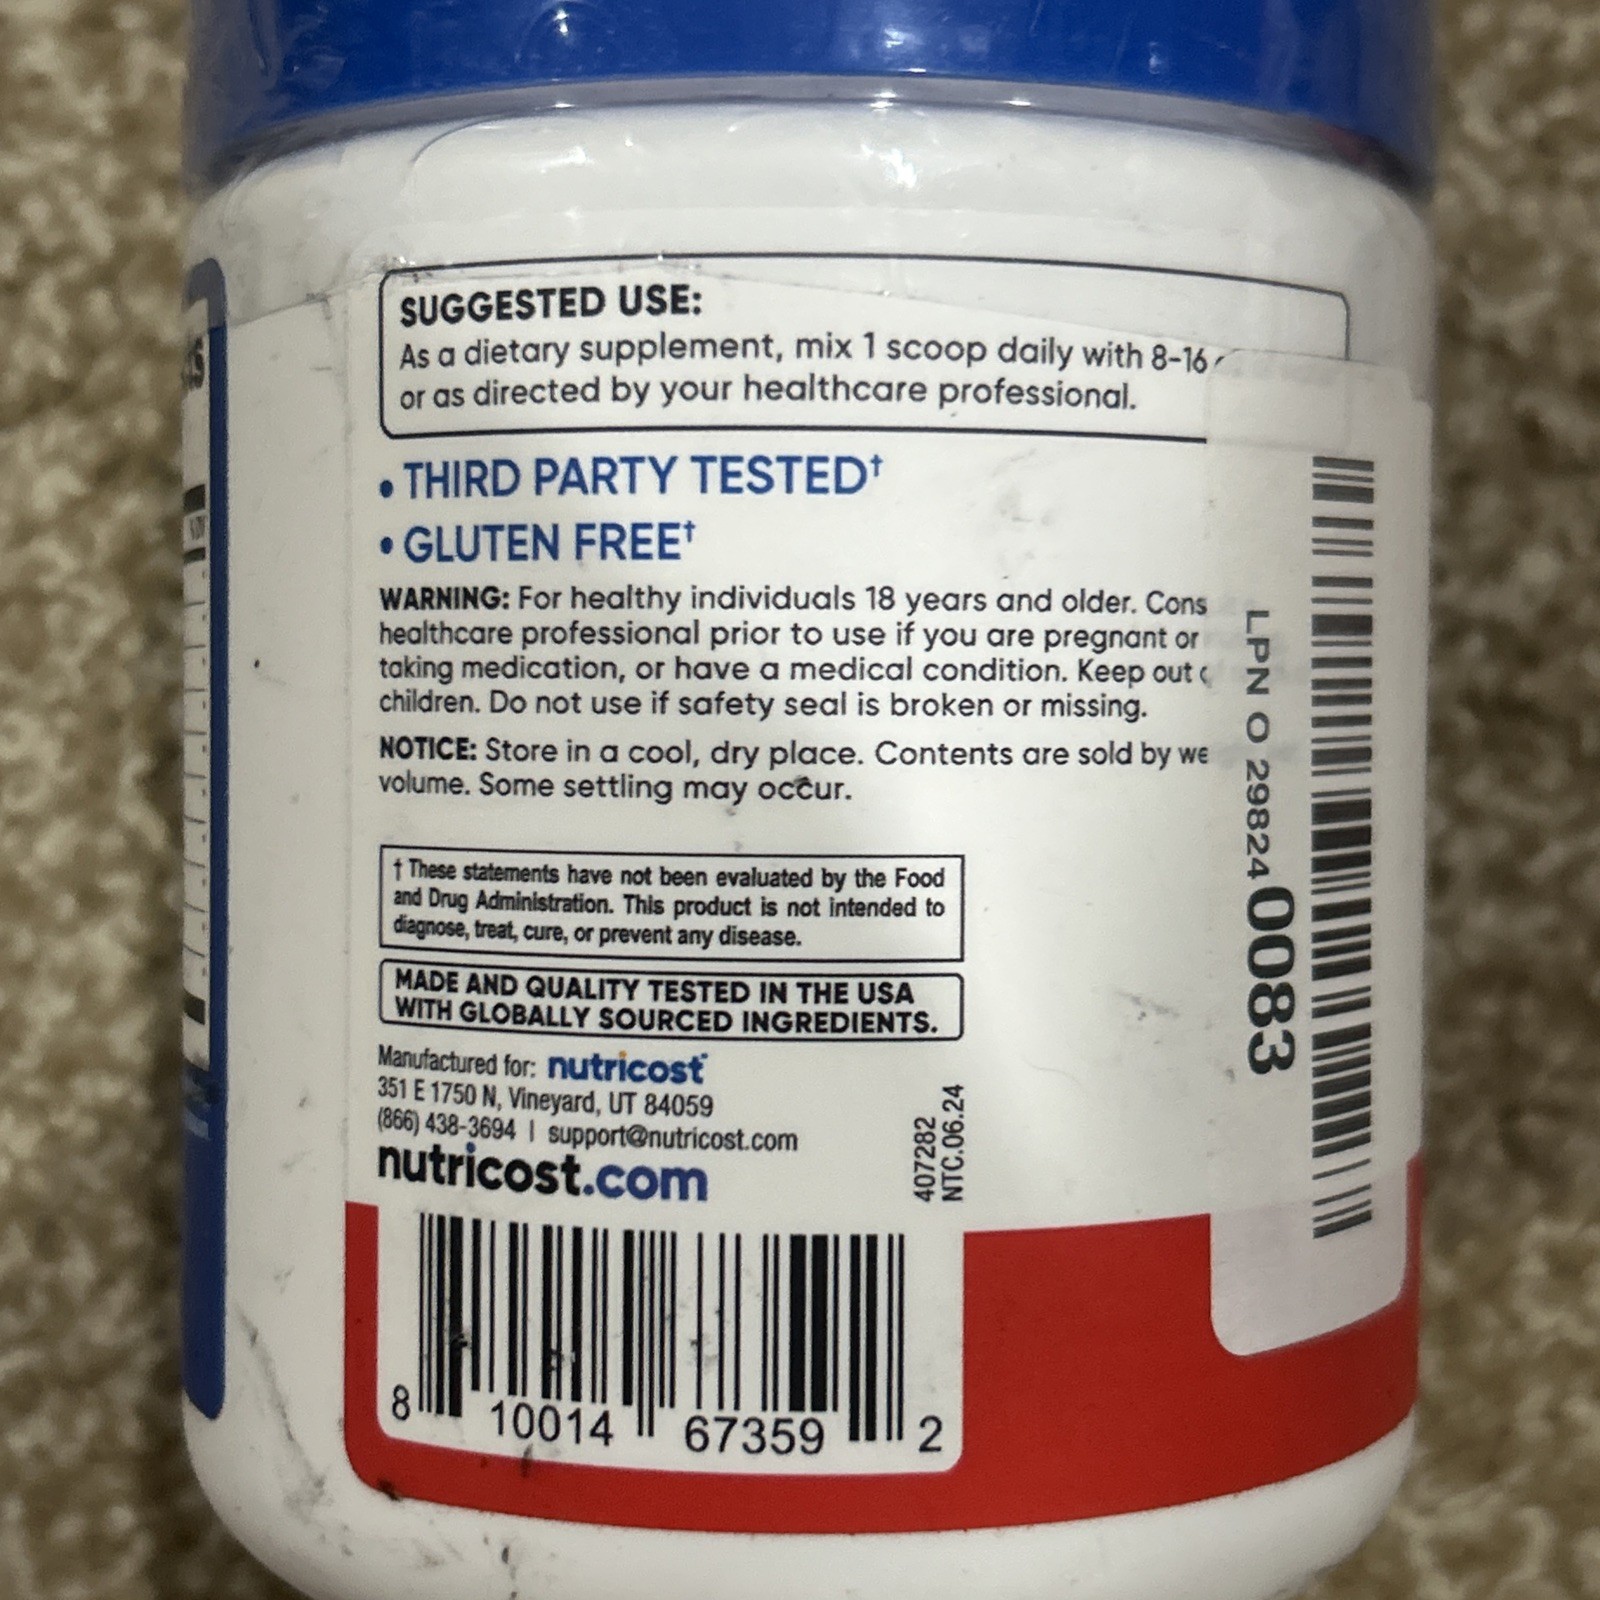 SUGGESTED USE:
As a dietary supplement, mix 1 scoop daily with 8-16
or as directed by your healthcare professional.
• THIRD PARTY TESTED†
• GLUTEN FREE†
WARNING: For healthy individuals 18 years and older. Cons
healthcare professional prior to use if you are pregnant or
taking medication, or have a medical condition. Keep out
children. Do not use if safety seal is broken or missing.
NOTICE: Store in a cool, dry place. Contents are sold by we
volume. Some settling may occur.
† These statements have not been evaluated by the Food
and Drug Administration. This product is not intended to
diagnose, treat, cure, or prevent any disease.
MADE AND QUALITY TESTED IN THE USA
WITH GLOBALLY SOURCED INGREDIENTS.
Manufactured for: nutricost
351 E 1750 N, Vineyard, UT 84059
(866) 438-3694 | support@nutricost.com
nutricost.com
407282
NTC.06.24
8 10014 67359 2
LPN O 298240083